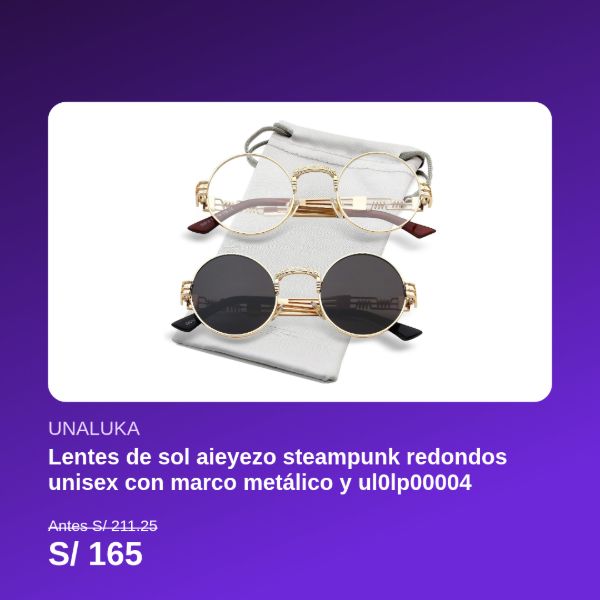 UNALUKA
Lentes de sol aieyezo steampunk redondos
unisex con marco metálico y ul0lp00004
Antes S/ 211.25
S/ 165